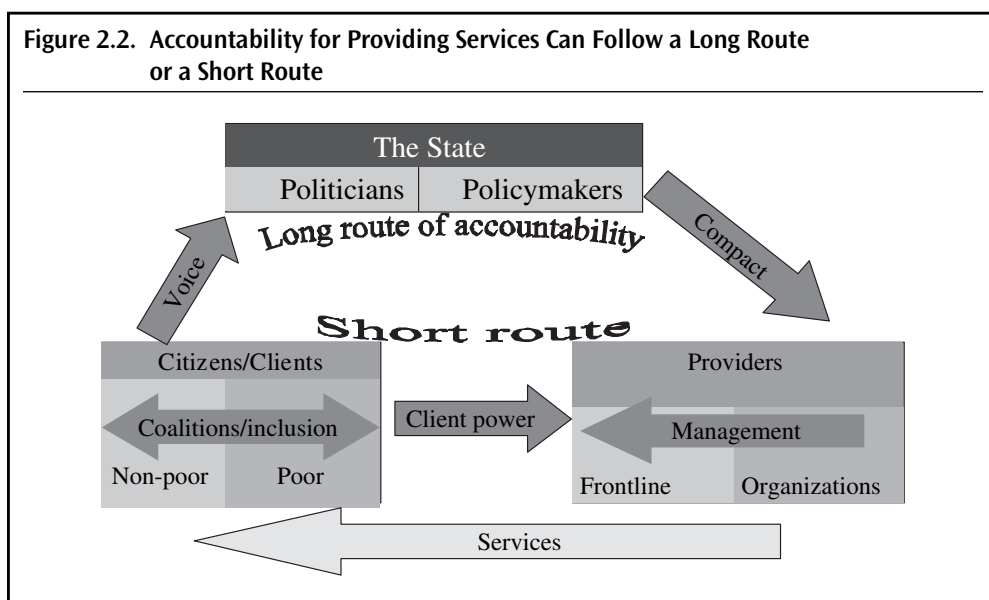 Figure 2.2. Accountability for Providing Services Can Follow a Long Route
or a Short Route
The State
Politicians Policymakers
Long route of accountability
Voice
Compact
Short route
Citizens/Clients
Providers
Coalitions/inclusion
Client power
Management
Non-poor Poor
Frontline Organizations
Services